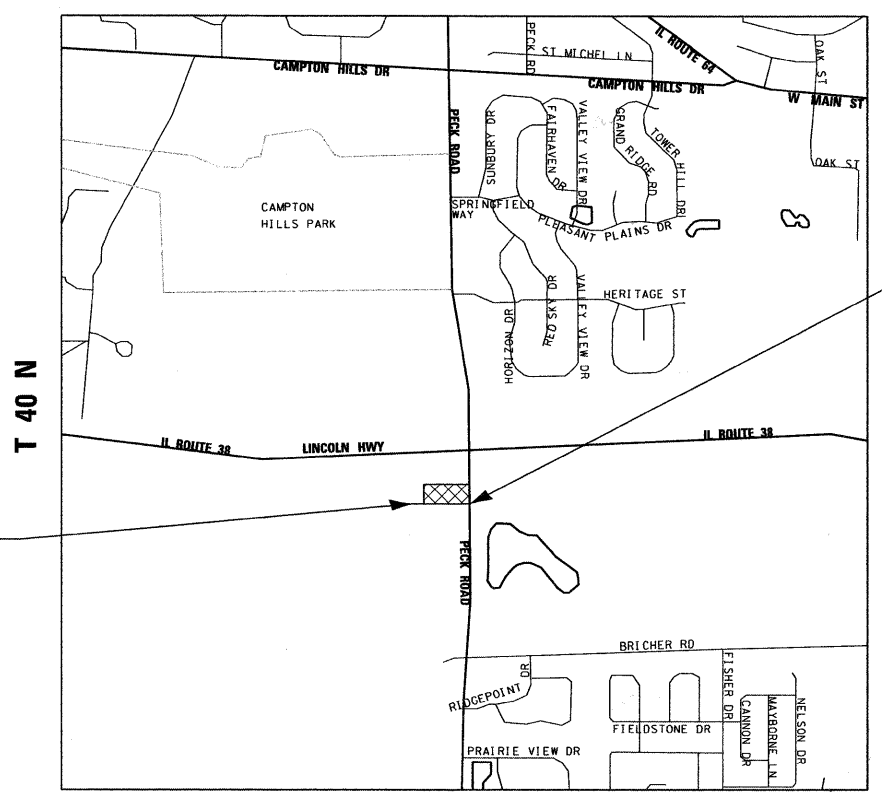 PECK RD
ST MICHEL LN
IL ROUTE 64
OAK ST
CAMPTON HILLS DR
CAMPTON HILLS DR
W MAIN ST
PECK ROAD
SUNBURY DR
FAIRHAVEN DR
VALLEY VIEW DR
GRAND RIDGE RD
TOWER HILL DR
OAK ST
CAMPTON
HILLS PARK
SPRINGFIELD
WAY
PLEASANT PLAINS DR
HERITAGE ST
HORIZON DR
RED SKY DR
VALLEY VIEW DR
T 40 N
IL ROUTE 38
LINCOLN HWY
IL ROUTE 38
PECK ROAD
BRICHER RD
RIDGEPOINT
DR
FISHER DR
CANNON DR
MAYBORNE LN
NELSON DR
FIELDSTONE DR
PRAIRIE VIEW DR